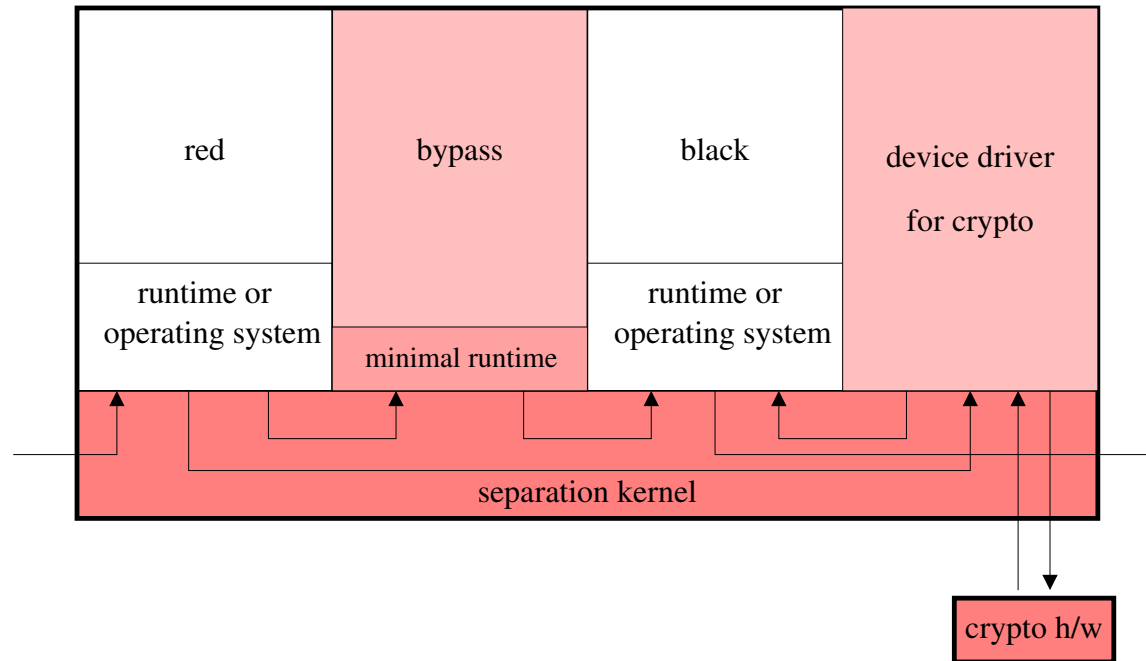 red
bypass
black
device driver
for crypto
runtime or
operating system
minimal runtime
runtime or
operating system
separation kernel
crypto h/w